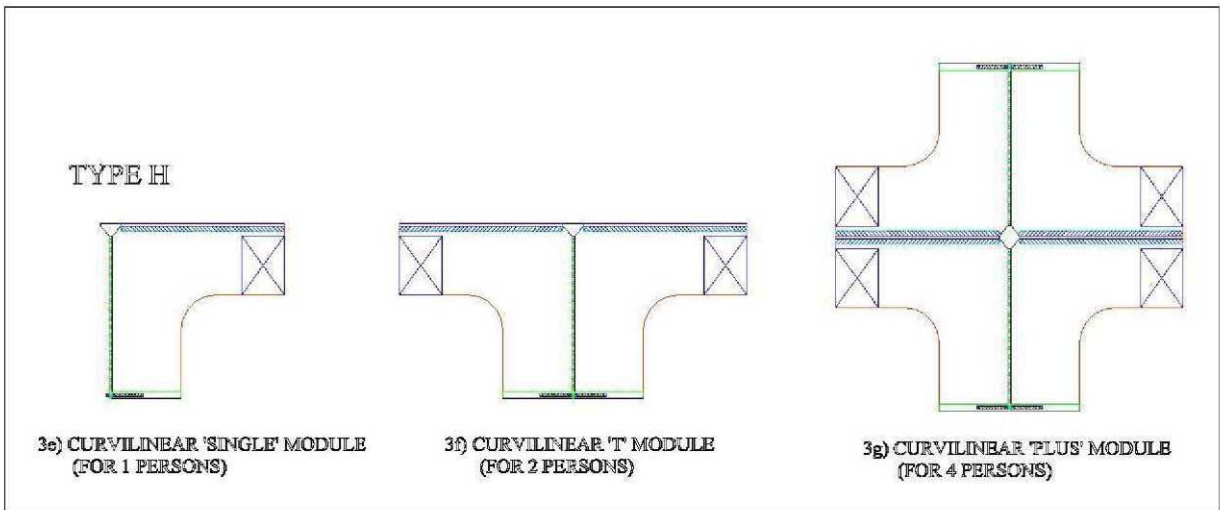 TYPE H
3e) CURVILINEAR 'SINGLE' MODULE
(FOR 1 PERSONS)
3f) CURVILINEAR 'T' MODULE
(FOR 2 PERSONS)
3g) CURVILINEAR 'PLUS' MODULE
(FOR 4 PERSONS)